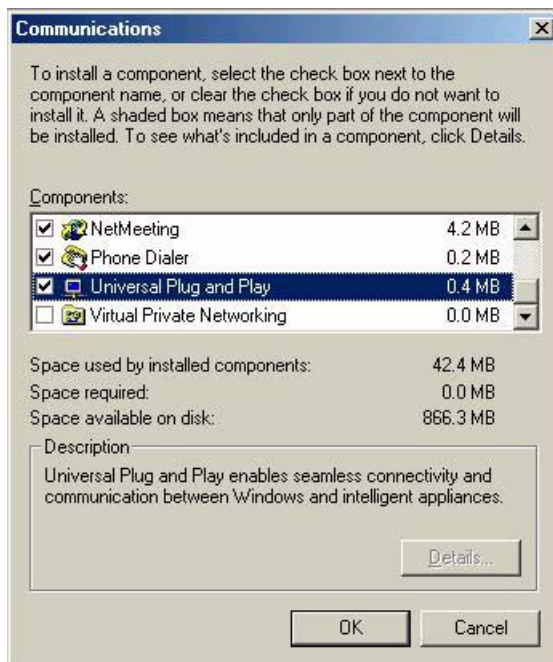 Communications
To install a component, select the check box next to the
component name, or clear the check box if you do not want to
install it. A shaded box means that only part of the component will
be installed. To see what's included in a component, click Details.
Components:
NetMeeting 4.2 MB
Phone Dialer 0.2 MB
Universal Plug and Play 0.4 MB
Virtual Private Networking 0.0 MB
Space used by installed components: 42.4 MB
Space required: 0.0 MB
Space available on disk: 866.3 MB
Description
Universal Plug and Play enables seamless connectivity and
communication between Windows and intelligent appliances.
Details...
OK Cancel